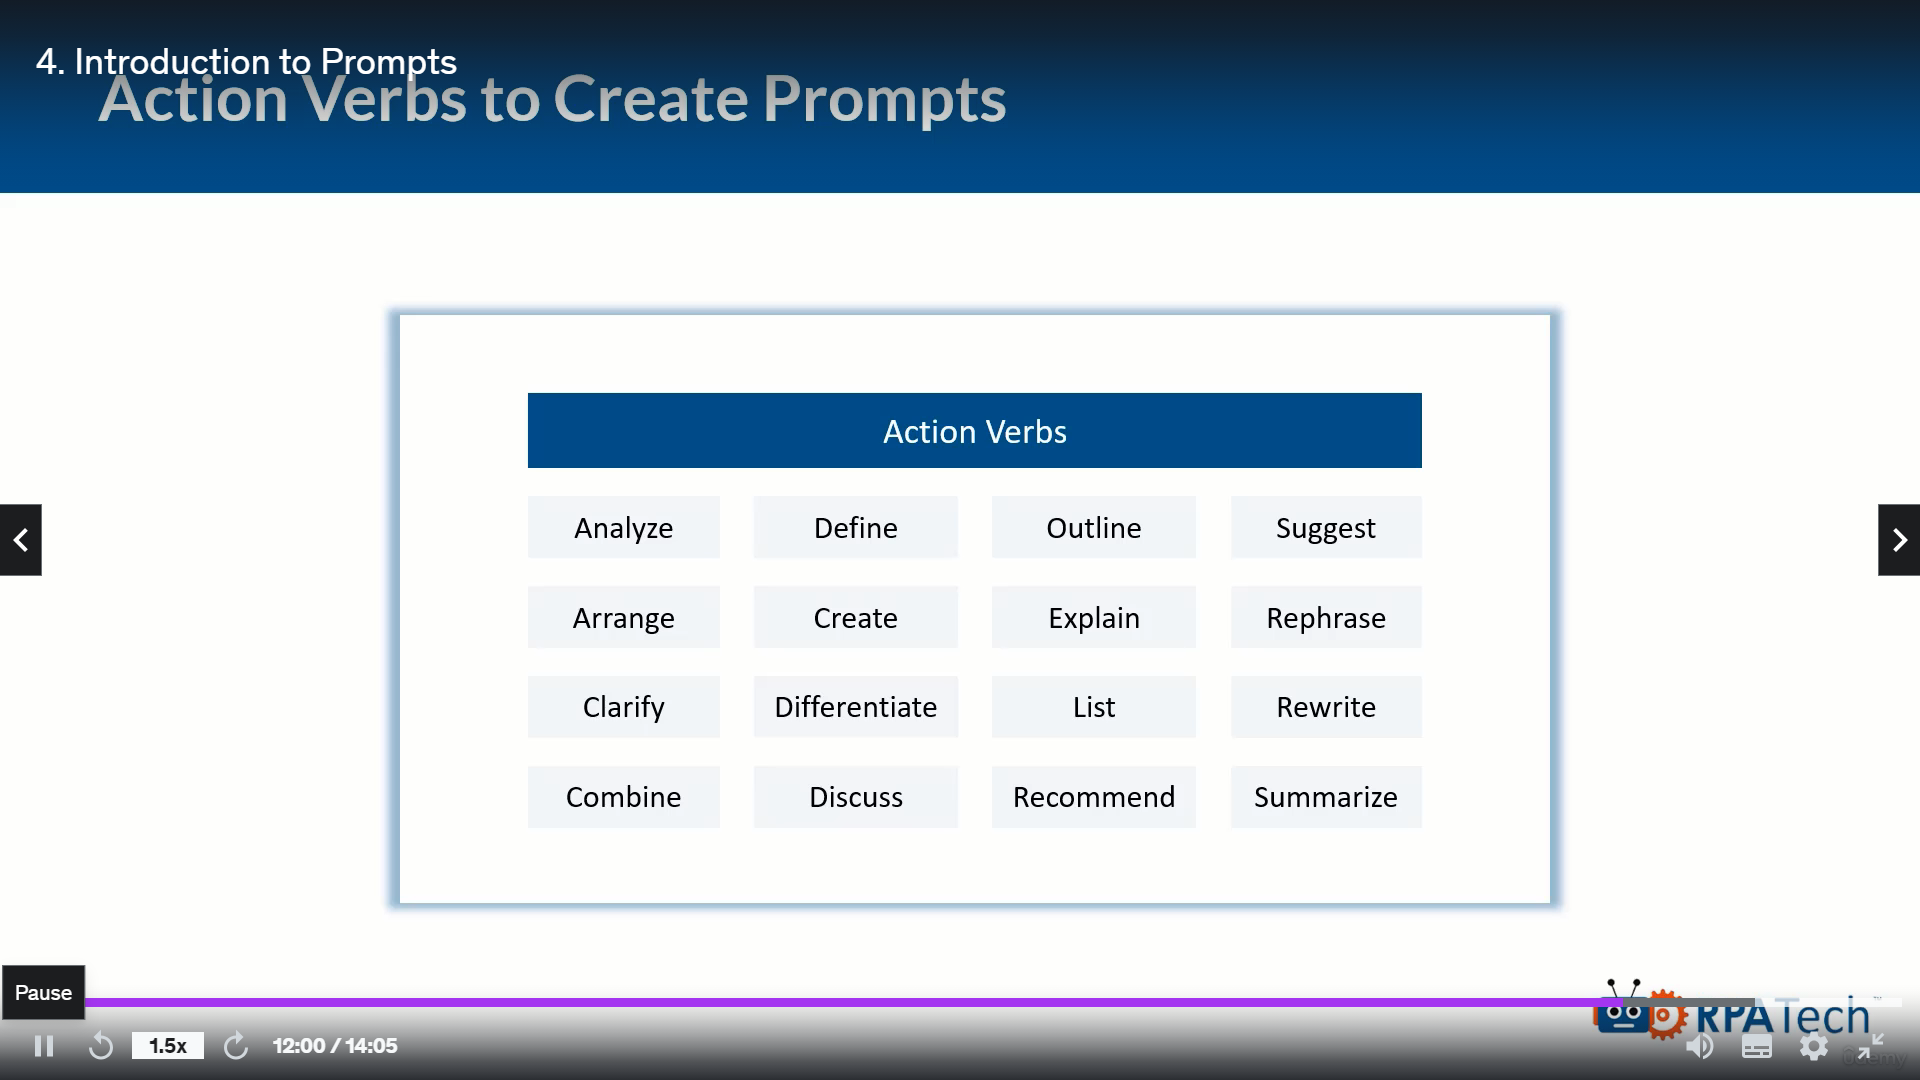 4. Introduction to Prompts
Action Verbs to Create Prompts
Action Verbs
Analyze Define Outline Suggest
Arrange Create Explain Rephrase
Clarify Differentiate List Rewrite
Combine Discuss Recommend Summarize
Pause
RPATech
1.5x 12:00 / 14:05
Udemy